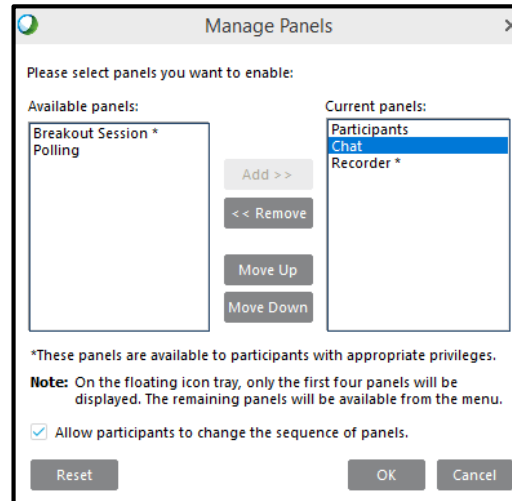 Manage Panels
Please select panels you want to enable:
Available panels:
Current panels:
Breakout Session *
Polling
Participants
Chat
Recorder *
Add >>
<< Remove
Move Up
Move Down
*These panels are available to participants with appropriate privileges.
Note: On the floating icon tray, only the first four panels will be
displayed. The remaining panels will be available from the menu.
Allow participants to change the sequence of panels.
Reset
OK
Cancel